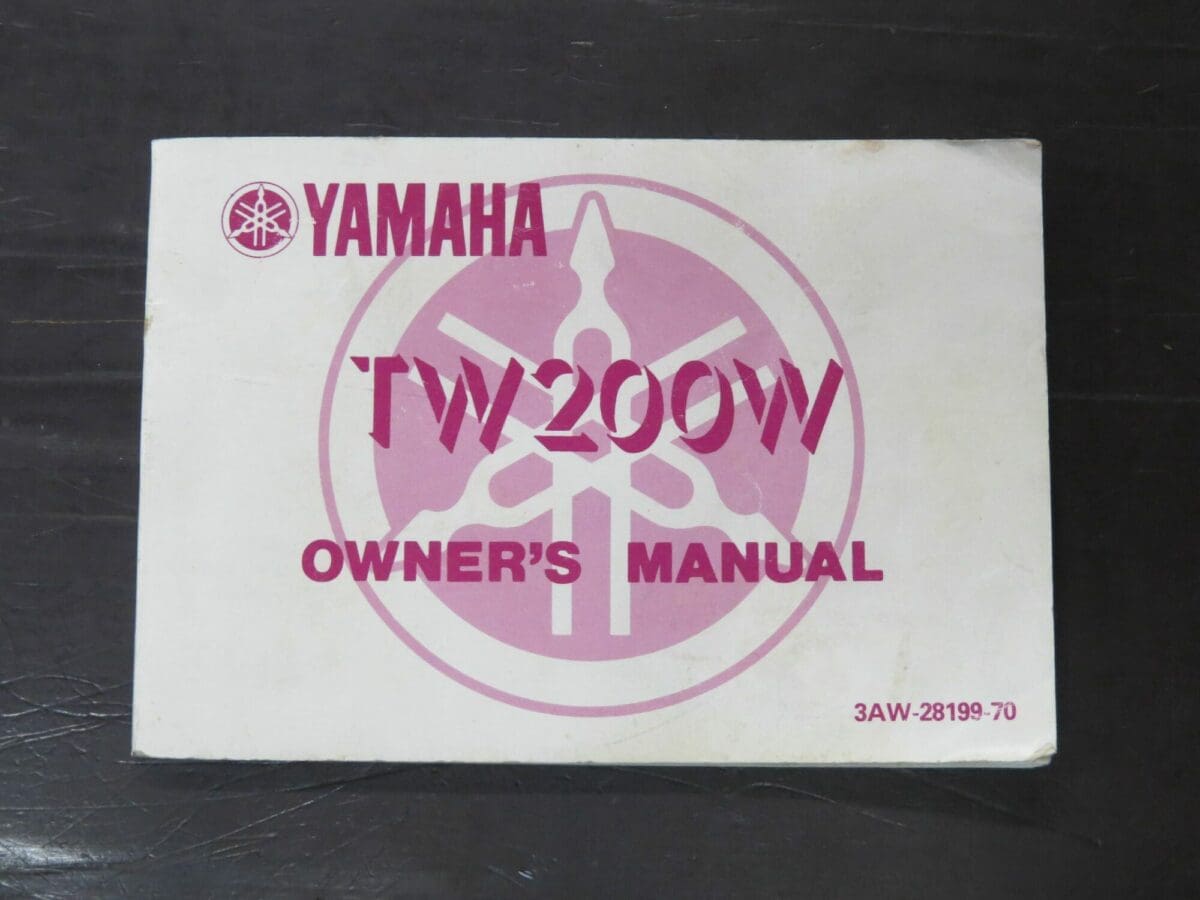 YAMAHA
TW200W
OWNER'S MANUAL
3AW-28199-70